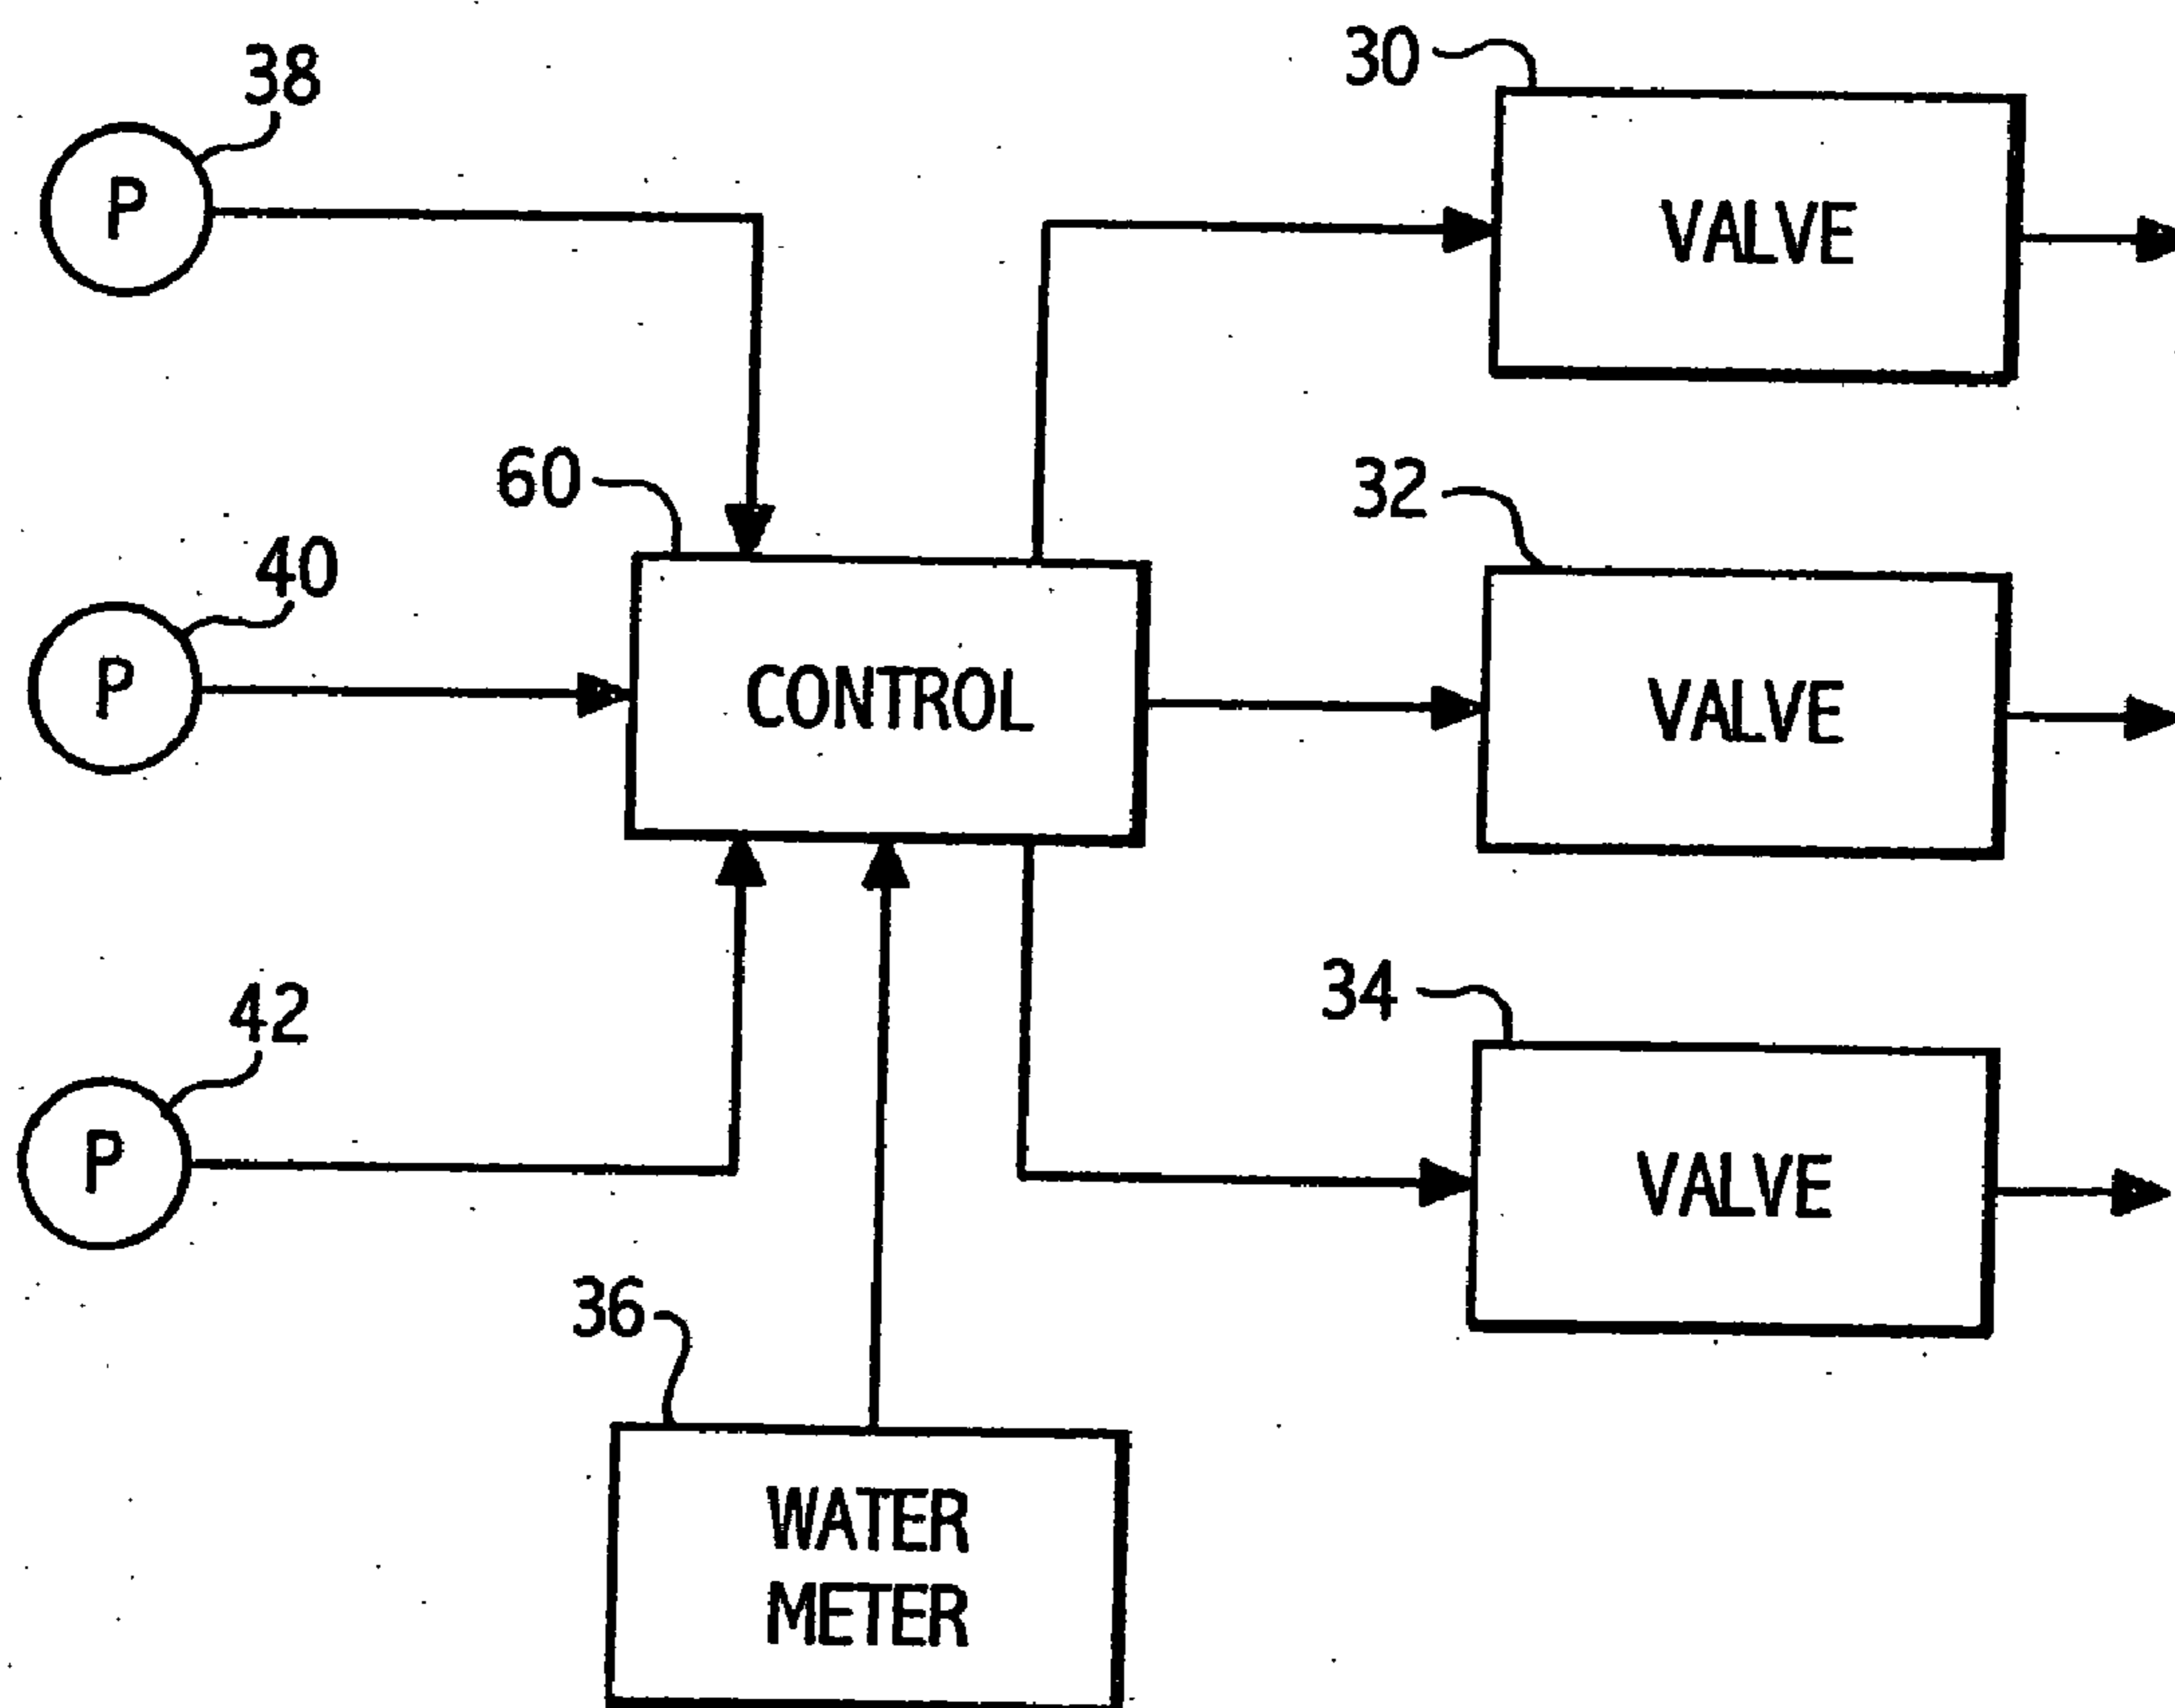 38
P
30
VALVE
60
40
P
CONTROL
32
VALVE
42
P
34
VALVE
36
WATER
METER